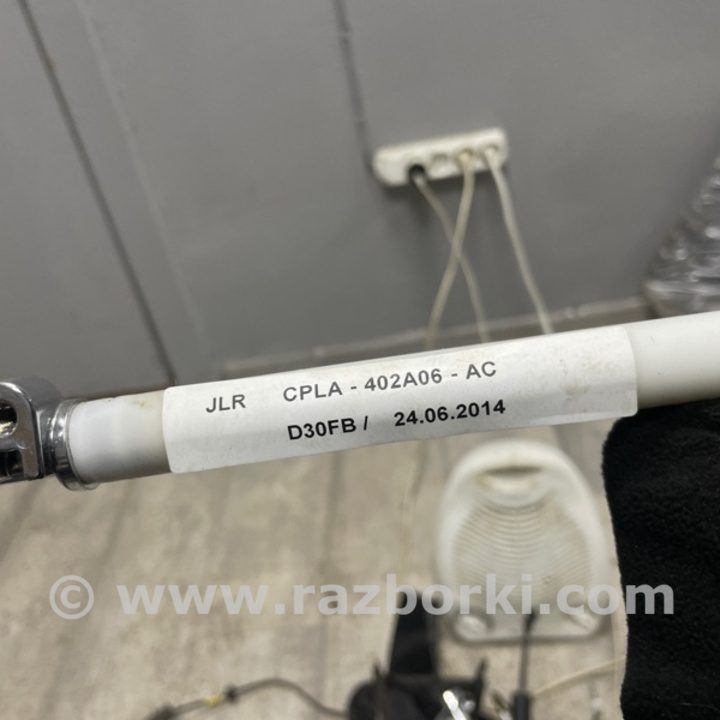 JLR CPLA - 402A06 - AC
D30FB / 24.06.2014
© www.razborki.com